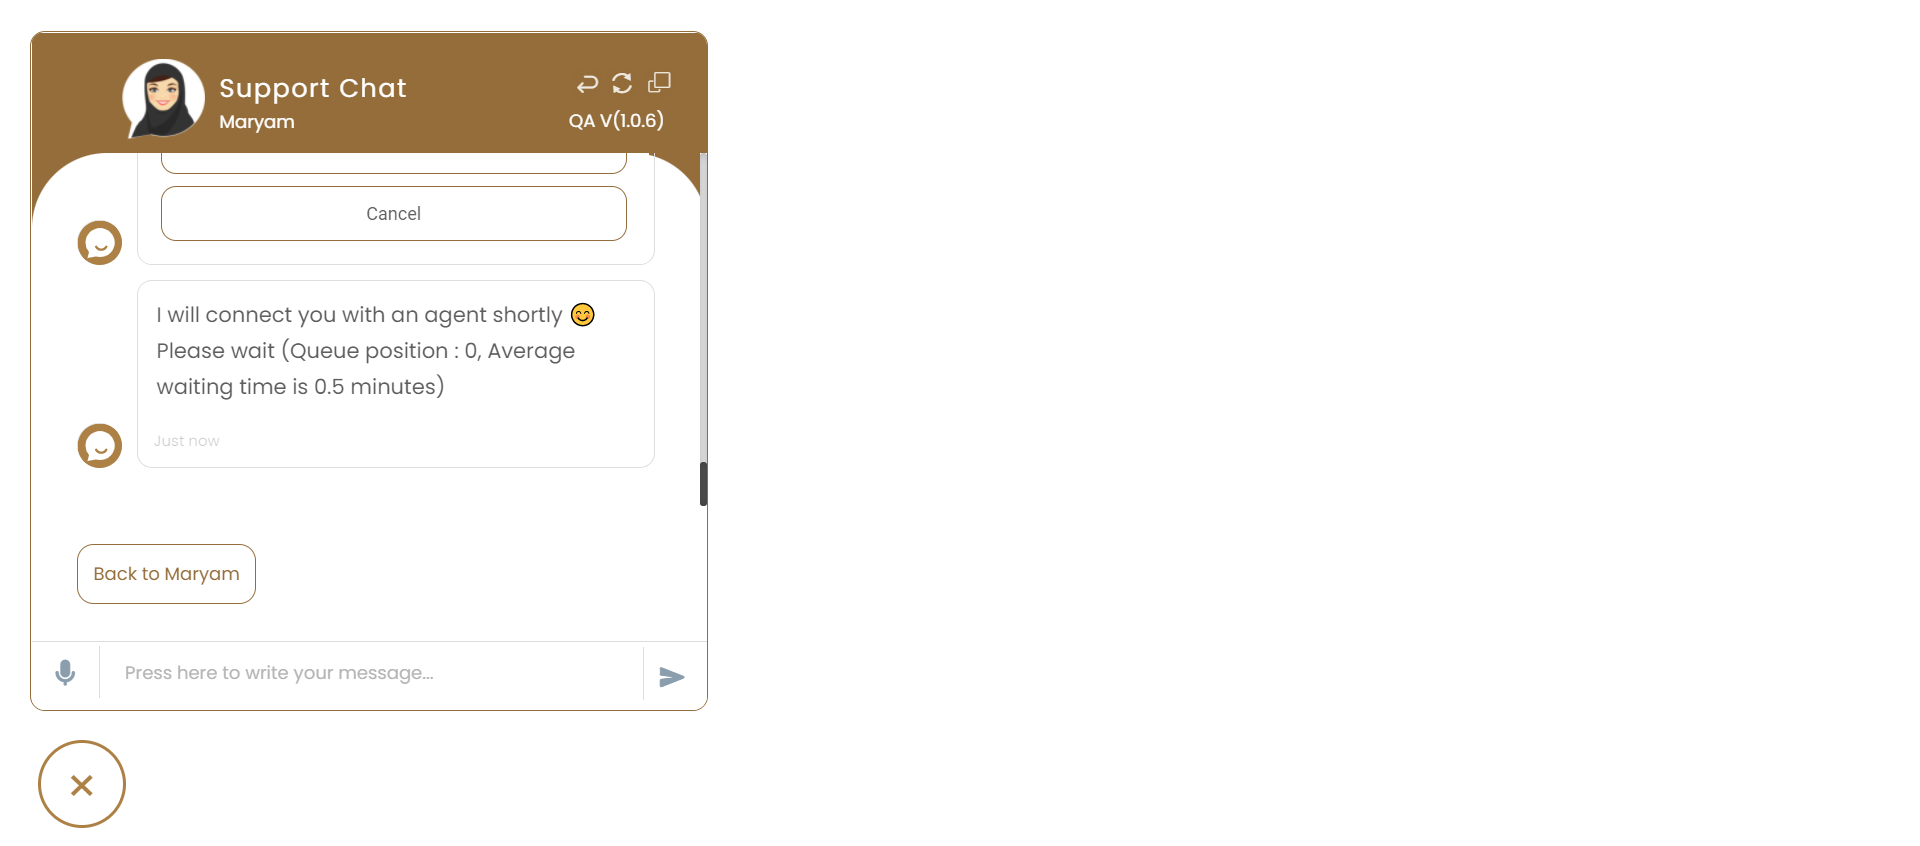 Support Chat
Maryam
QA V(1.0.6)
Cancel
I will connect you with an agent shortly 😊
Please wait (Queue position : 0, Average
waiting time is 0.5 minutes)
Just now
Back to Maryam
Press here to write your message...